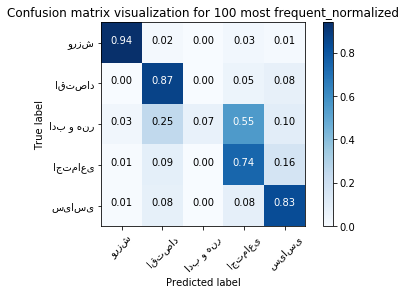 Confusion matrix visualization for 100 most frequent_normalized
True label
ورزش 0.94 0.02 0.00 0.03 0.01
اقتصاد 0.00 0.87 0.00 0.05 0.08
ادب و هنر 0.03 0.25 0.07 0.55 0.10
اجتماعی 0.01 0.09 0.00 0.74 0.16
سیاسی 0.01 0.08 0.00 0.08 0.83
ورزش اقتصاد ادب و هنر اجتماعی سیاسی
Predicted label
0.8
0.6
0.4
0.2
0.0